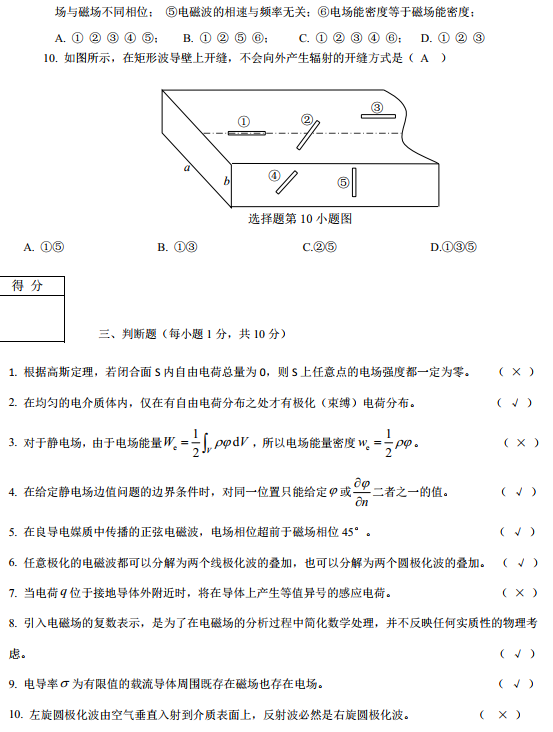 场与磁场不同相位； ⑤电磁波的相速与频率无关；⑥电场能密度等于磁场能密度；
A. ① ② ③ ④ ⑤； B. ① ② ⑤ ⑥； C. ① ② ③ ④ ⑥； D. ① ② ③
10. 如图所示，在矩形波导壁上开缝，不会向外产生辐射的开缝方式是（ A ）
③
① ②
a b ④ ⑤
选择题第 10 小题图
A. ①⑤ B. ①③ C.②⑤ D.①③⑤
得 分
三、判断题（每小题 1 分，共 10 分）
1. 根据高斯定理，若闭合面 S 内自由电荷总量为 0，则 S 上任意点的电场强度都一定为零。 （ × ）
2. 在均匀的电介质体内，仅在有自由电荷分布之处才有极化（束缚）电荷分布。 （ √ ）
3. 对于静电场，由于电场能量 We = 1/2 ∫V ρφdV ，所以电场能量密度 we = 1/2 ρφ 。 （ × ）
4. 在给定静电场边值问题的边界条件时，对同一位置只能给定 φ 或 ∂φ/∂n 二者之一的值。 （ √ ）
5. 在良导电媒质中传播的正弦电磁波，电场相位超前于磁场相位 45° 。 （ √ ）
6. 任意极化的电磁波都可以分解为两个线极化波的叠加，也可以分解为两个圆极化波的叠加。 （ √ ）
7. 当电荷 q 位于接地导体外附近时，将在导体上产生等值异号的感应电荷。 （ × ）
8. 引入电磁场的复数表示，是为了在电磁场的分析过程中简化数学处理，并不反映任何实质性的物理考
虑。 （ √ ）
9. 电导率 σ 为有限值的载流导体周围既存在磁场也存在电场。 （ √ ）
10. 左旋圆极化波由空气垂直入射到介质表面上，反射波必然是右旋圆极化波。 （ × ）